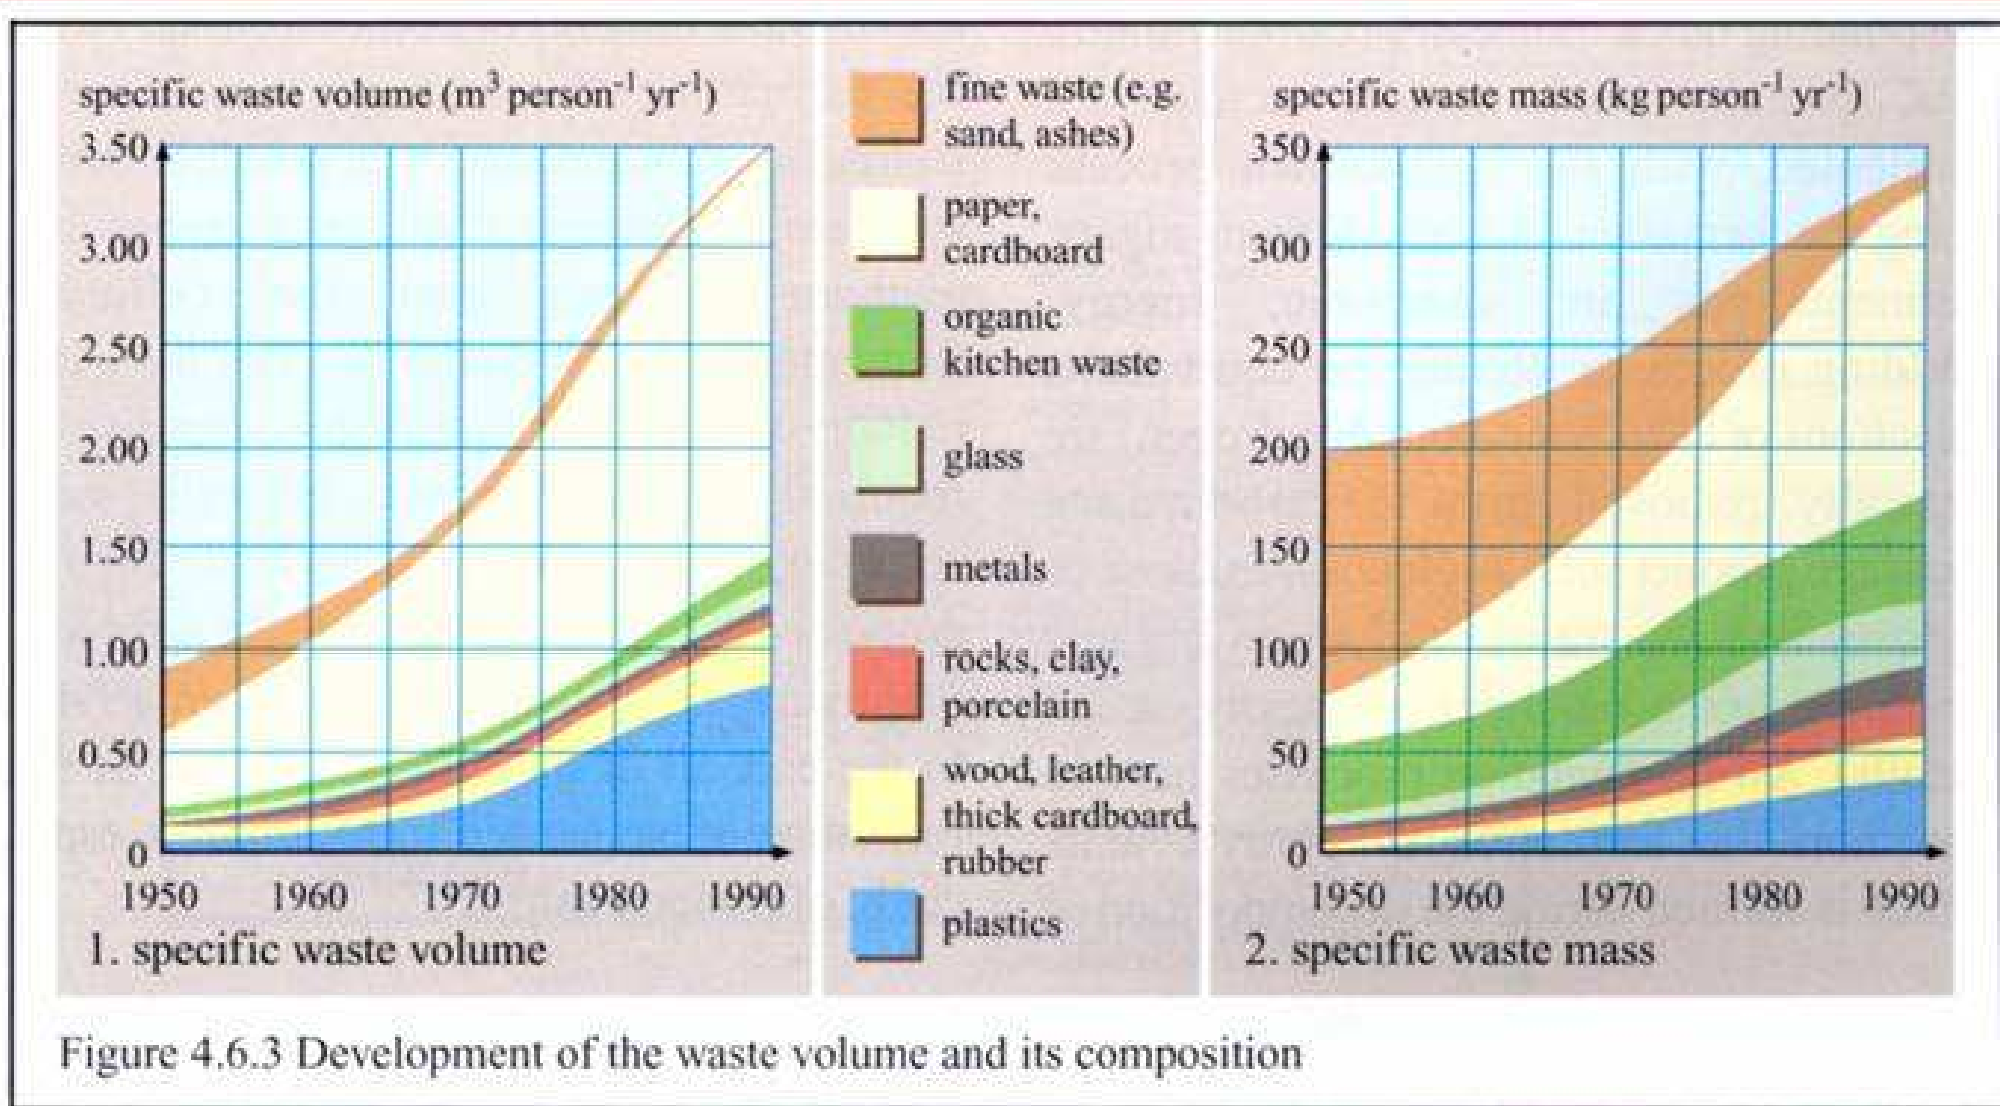 specific waste volume (m³ person⁻¹ yr⁻¹)
3.50
3.00
2.50
2.00
1.50
1.00
0.50
0
1950 1960 1970 1980 1990
1. specific waste volume
fine waste (e.g.
sand, ashes)
paper,
cardboard
organic
kitchen waste
glass
metals
rocks, clay,
porcelain
wood, leather,
thick cardboard,
rubber
plastics
specific waste mass (kg person⁻¹ yr⁻¹)
350
300
250
200
150
100
50
0
1950 1960 1970 1980 1990
2. specific waste mass
Figure 4.6.3 Development of the waste volume and its composition